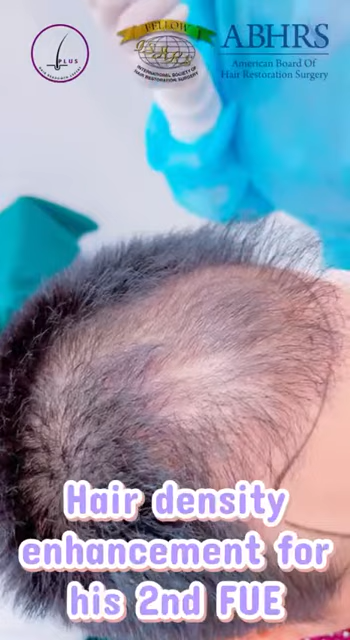 PLUS
FELLOW
INTERNATIONAL SOCIETY OF
HAIR RESTORATION SURGERY
ABHRS
American Board Of
Hair Restoration Surgery
Hair density
enhancement for
his 2nd FUE